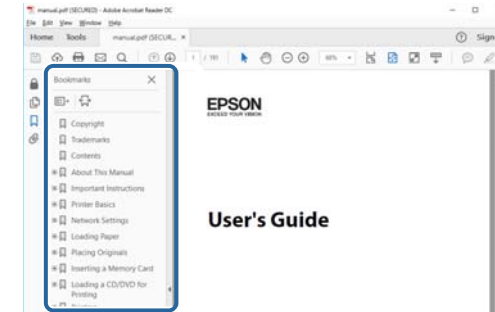 manual.pdf (SECURED) - Adobe Acrobat Reader DC
File Edit View Window Help
Home Tools manual.pdf (SECUR... ×
Sign
1 / 191
Bookmarks
Copyright
Trademarks
Contents
About This Manual
Important Instructions
Printer Basics
Network Settings
Loading Paper
Placing Originals
Inserting a Memory Card
Loading a CD/DVD for
Printing
EPSON
EXCEED YOUR VISION
User's Guide